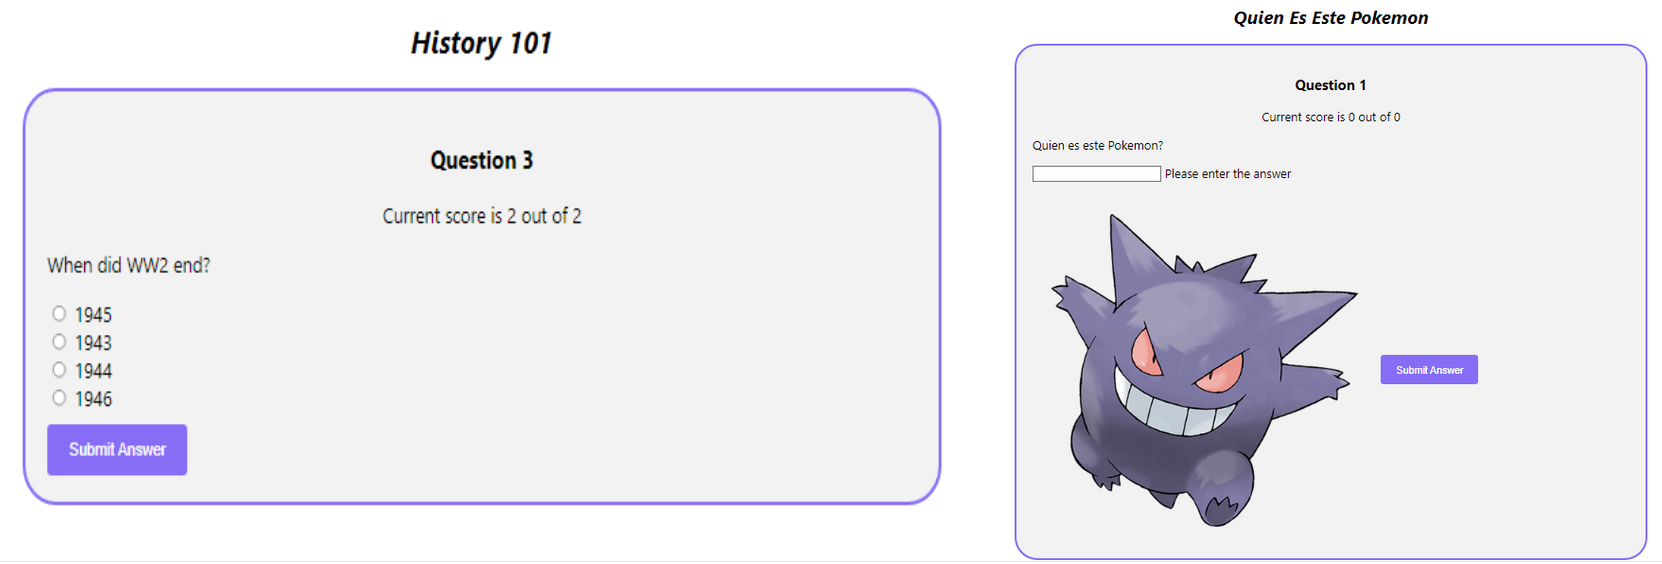 History 101
Question 3
Current score is 2 out of 2
When did WW2 end?
1945
1943
1944
1946
Submit Answer
Quien Es Este Pokemon
Question 1
Current score is 0 out of 0
Quien es este Pokemon?
Please enter the answer
Submit Answer